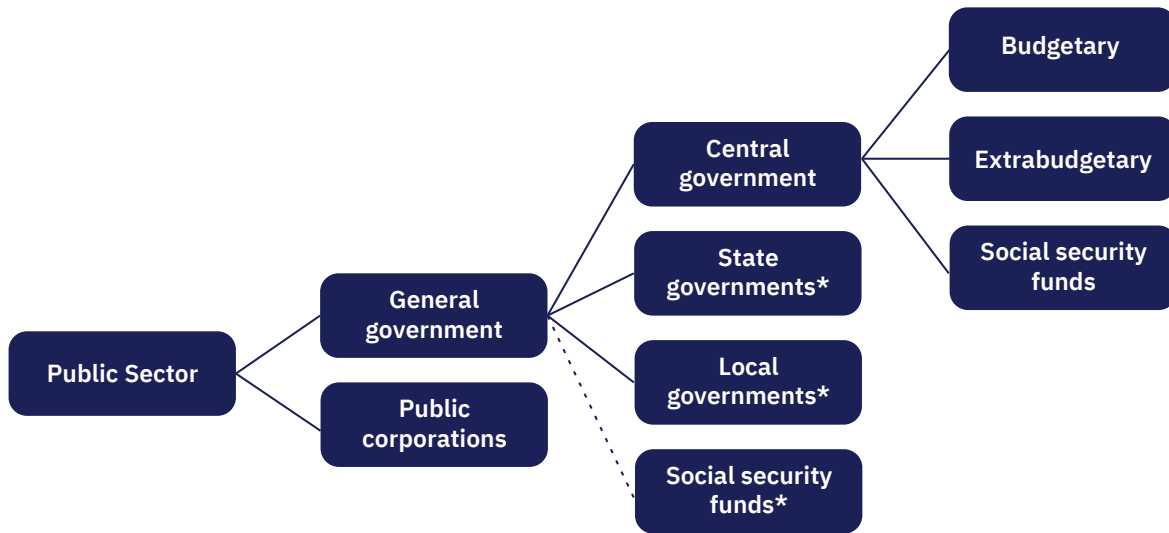 Budgetary
Central
government
Extrabudgetary
State
governments*
Social security
funds
General
government
Public Sector
Local
governments*
Public
corporations
Social security
funds*